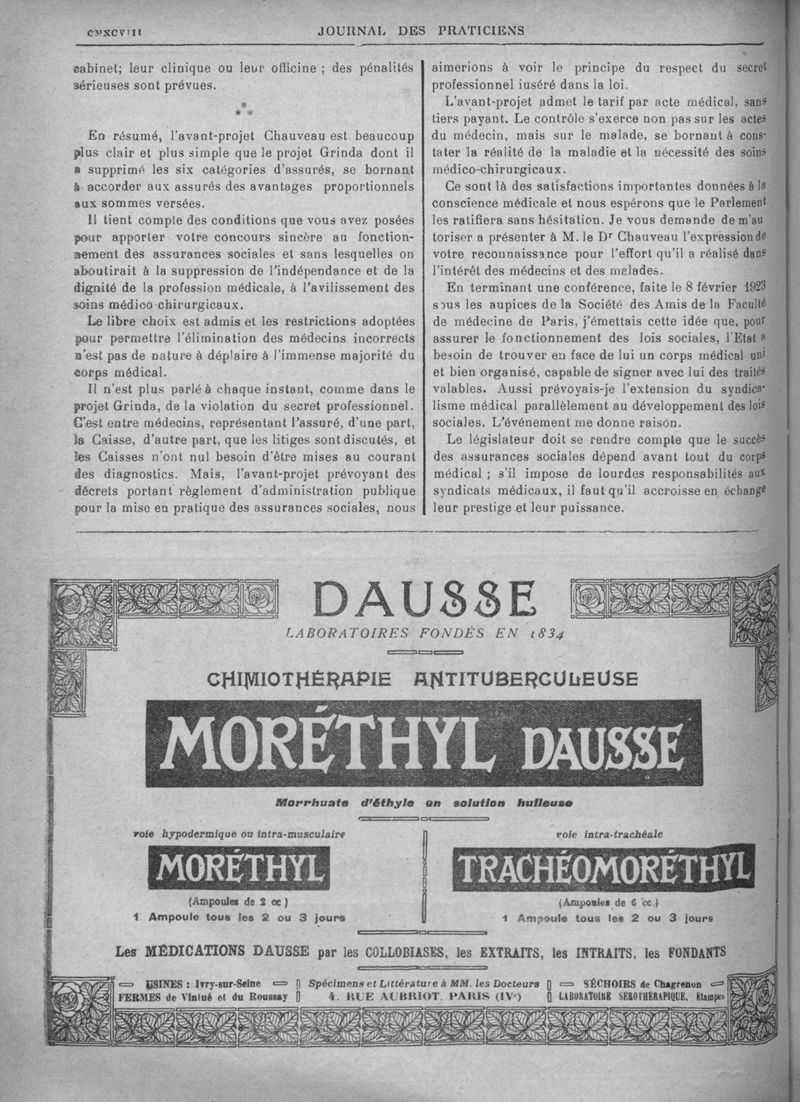 CMXCVIII
JOURNAL DES PRATICIENS
cabinet; leur clinique ou leur officine ; des pénalités
sérieuses sont prévues.
* * *
En résumé, l'avant-projet Chauveau est beaucoup
plus clair et plus simple que le projet Grinda dont il
a supprimé les six catégories d'assurés, se bornant
à accorder aux assurés des avantages proportionnels
aux sommes versées.
Il tient compte des conditions que vous avez posées
pour apporter votre concours sincère au fonction-
nement des assurances sociales et sans lesquelles on
aboutirait à la suppression de l'indépendance et de la
dignité de la profession médicale, à l'avilissement des
soins médico-chirurgicaux.
Le libre choix est admis et les restrictions adoptées
pour permettre l'élimination des médecins incorrects
n'est pas de nature à déplaire à l'immense majorité du
corps médical.
Il n'est plus parlé à chaque instant, comme dans le
projet Grinda, de la violation du secret professionnel.
C'est entre médecins, représentant l'assuré, d'une part,
la Caisse, d'autre part, que les litiges sont discutés, et
les Caisses n'ont nul besoin d'être mises au courant
des diagnostics. Mais, l'avant-projet prévoyant des
décrets portant règlement d'administration publique
pour la mise en pratique des assurances sociales, nous
aimerions à voir le principe du respect du secret
professionnel iuséré dans la loi.
L'avant-projet admet le tarif par acte médical, sans
tiers payant. Le contrôle s'exerce non pas sur les actes
du médecin, mais sur le malade, se bornant à cons-
tater la réalité de la maladie et la nécessité des soins
médico-chirurgicaux.
Ce sont là des satisfactions importantes données à la
conscience médicale et nous espérons que le Parlement
les ratifiera sans hésitation. Je vous demande de m'au
toriser a présenter à M. le Dr Chauveau l'expression de
votre reconnaissance pour l'effort qu'il a réalisé dans
l'intérêt des médecins et des malades.
En terminant une conférence, faite le 8 février 1923
sous les aupices de la Société des Amis de la Faculté
de médecine de Paris, j'émettais cette idée que, pour
assurer le fonctionnement des lois sociales, l'Etat a
besoin de trouver en face de lui un corps médical uni
et bien organisé, capable de signer avec lui des traités
valables. Aussi prévoyais-je l'extension du syndica-
lisme médical parallèlement au développement des lois
sociales. L'événement me donne raison.
Le législateur doit se rendre compte que le succès
des assurances sociales dépend avant tout du corps
médical ; s'il impose de lourdes responsabilités aux
syndicats médicaux, il faut qu'il accroisse en échange
leur prestige et leur puissance.
DAUSSE
LABORATOIRES FONDÉS EN 1834
CHIMIOTHÉRAPIE ANTITUBERCULEUSE
MORÉTHYL DAUSSE
Morrhuate d'éthyle en solution huileuse
voie hypodermique ou intra-musculaire
MORÉTHYL
(Ampoules de 2 cc)
1 Ampoule tous les 2 ou 3 jours
voie intra-trachéale
TRACHÉOMORÉTHYL
(Ampoules de 6 cc.)
1 Ampoule tous les 2 ou 3 jours
Les MÉDICATIONS DAUSSE par les COLLOBIASES, les EXTRAITS, les INTRAITS, les FONDANTS
USINES : Ivry-sur-Seine
FERMES de Vintué et du Roussay
Spécimens et Littérature à MM. les Docteurs
4, RUE AUBRIOT, PARIS (IVe)
SÉCHOIRS de Chagrenon
LABORATOIRE SÉROTHÉRAPIQUE, Etampes